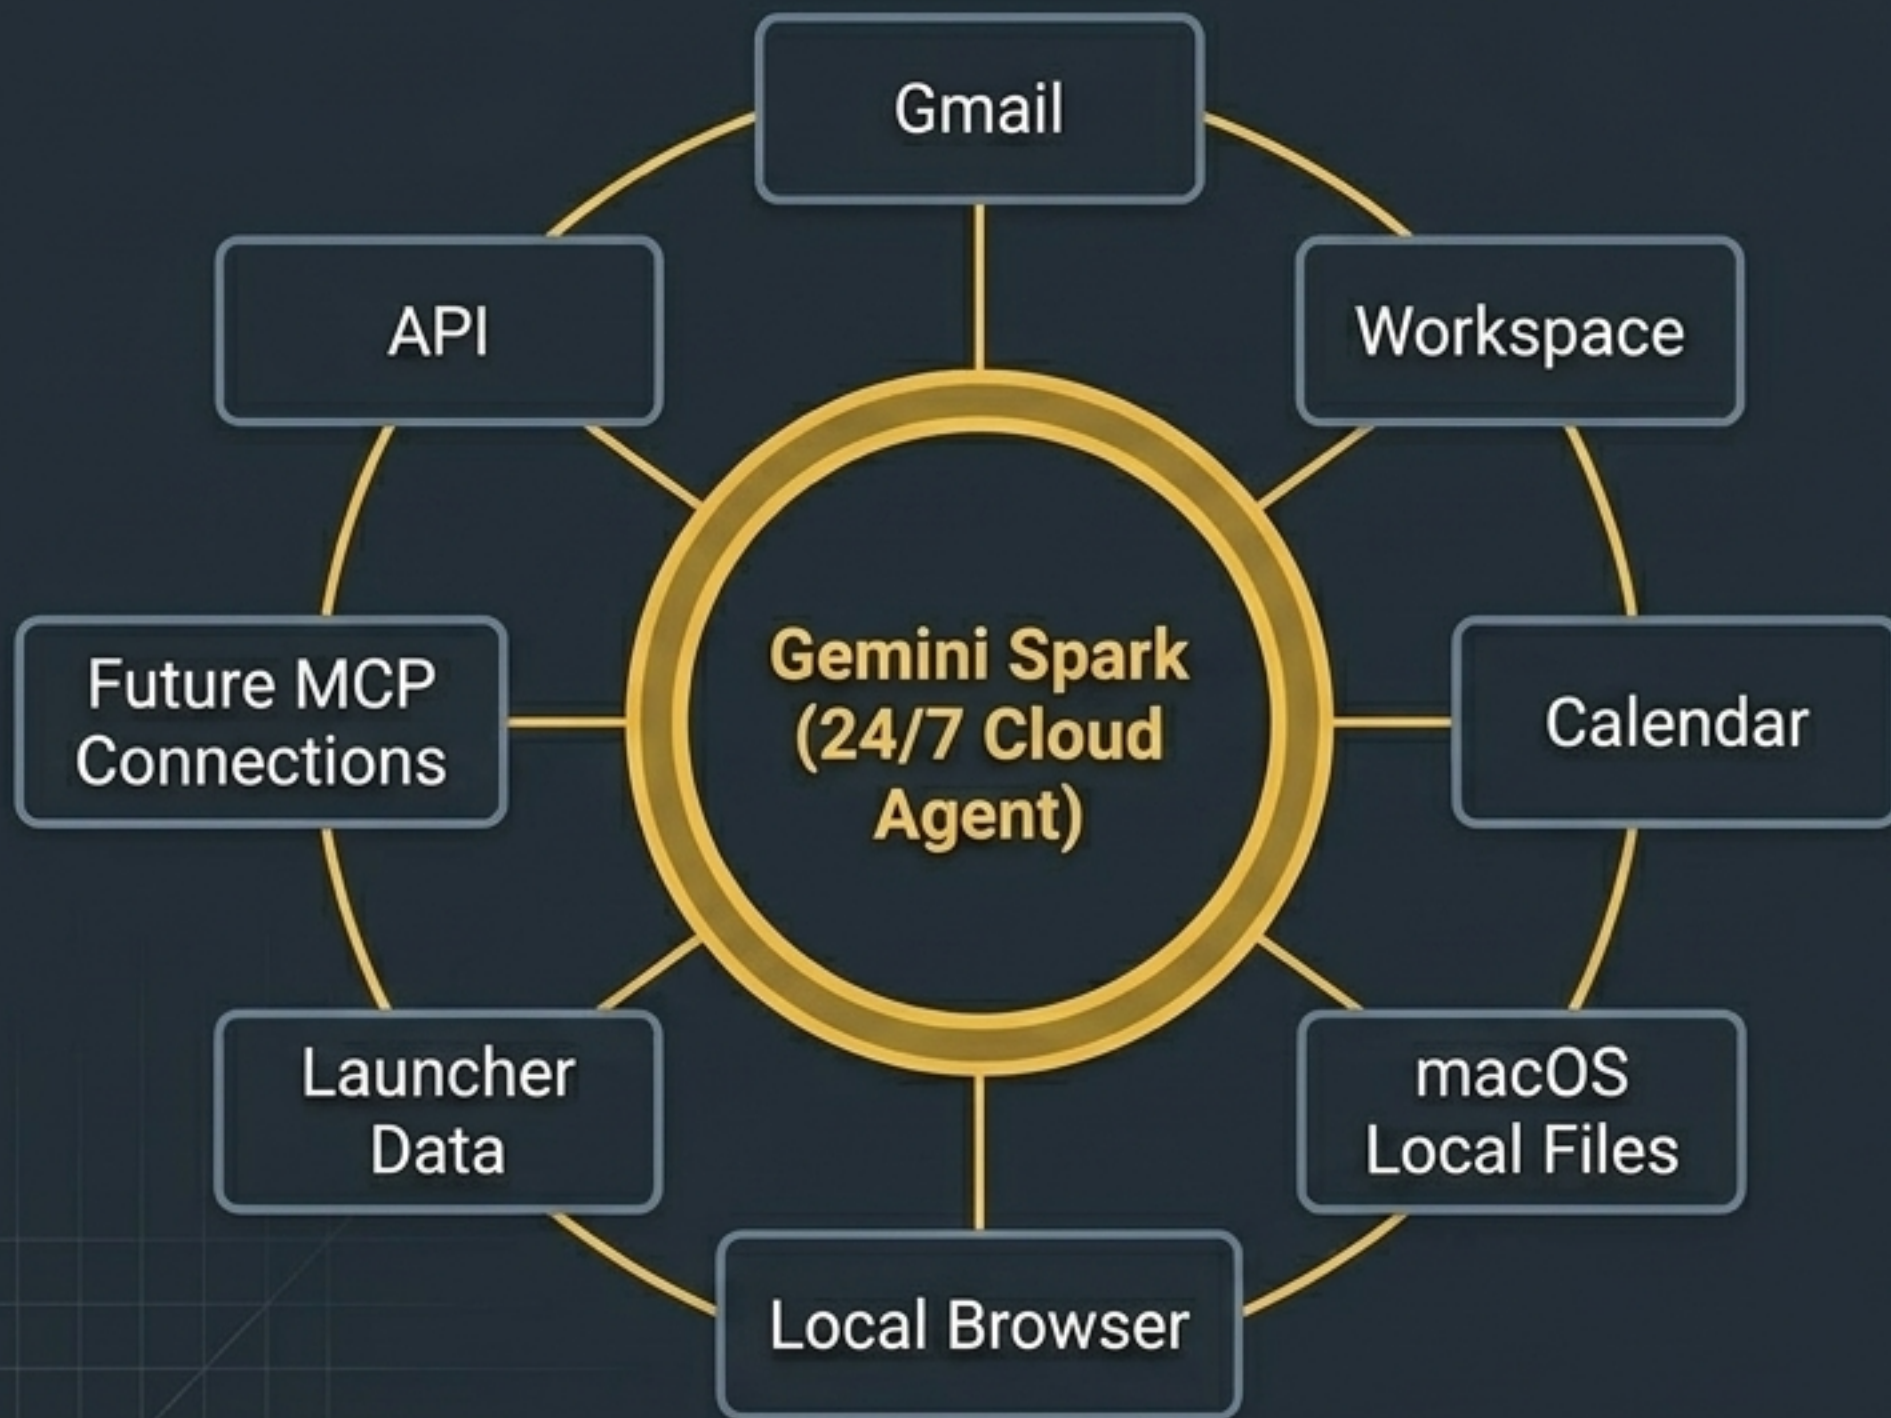 Gmail
API
Workspace
Future MCP
Connections
Gemini Spark
(24/7 Cloud
Agent)
Calendar
Launcher
Data
macOS
Local Files
Local Browser